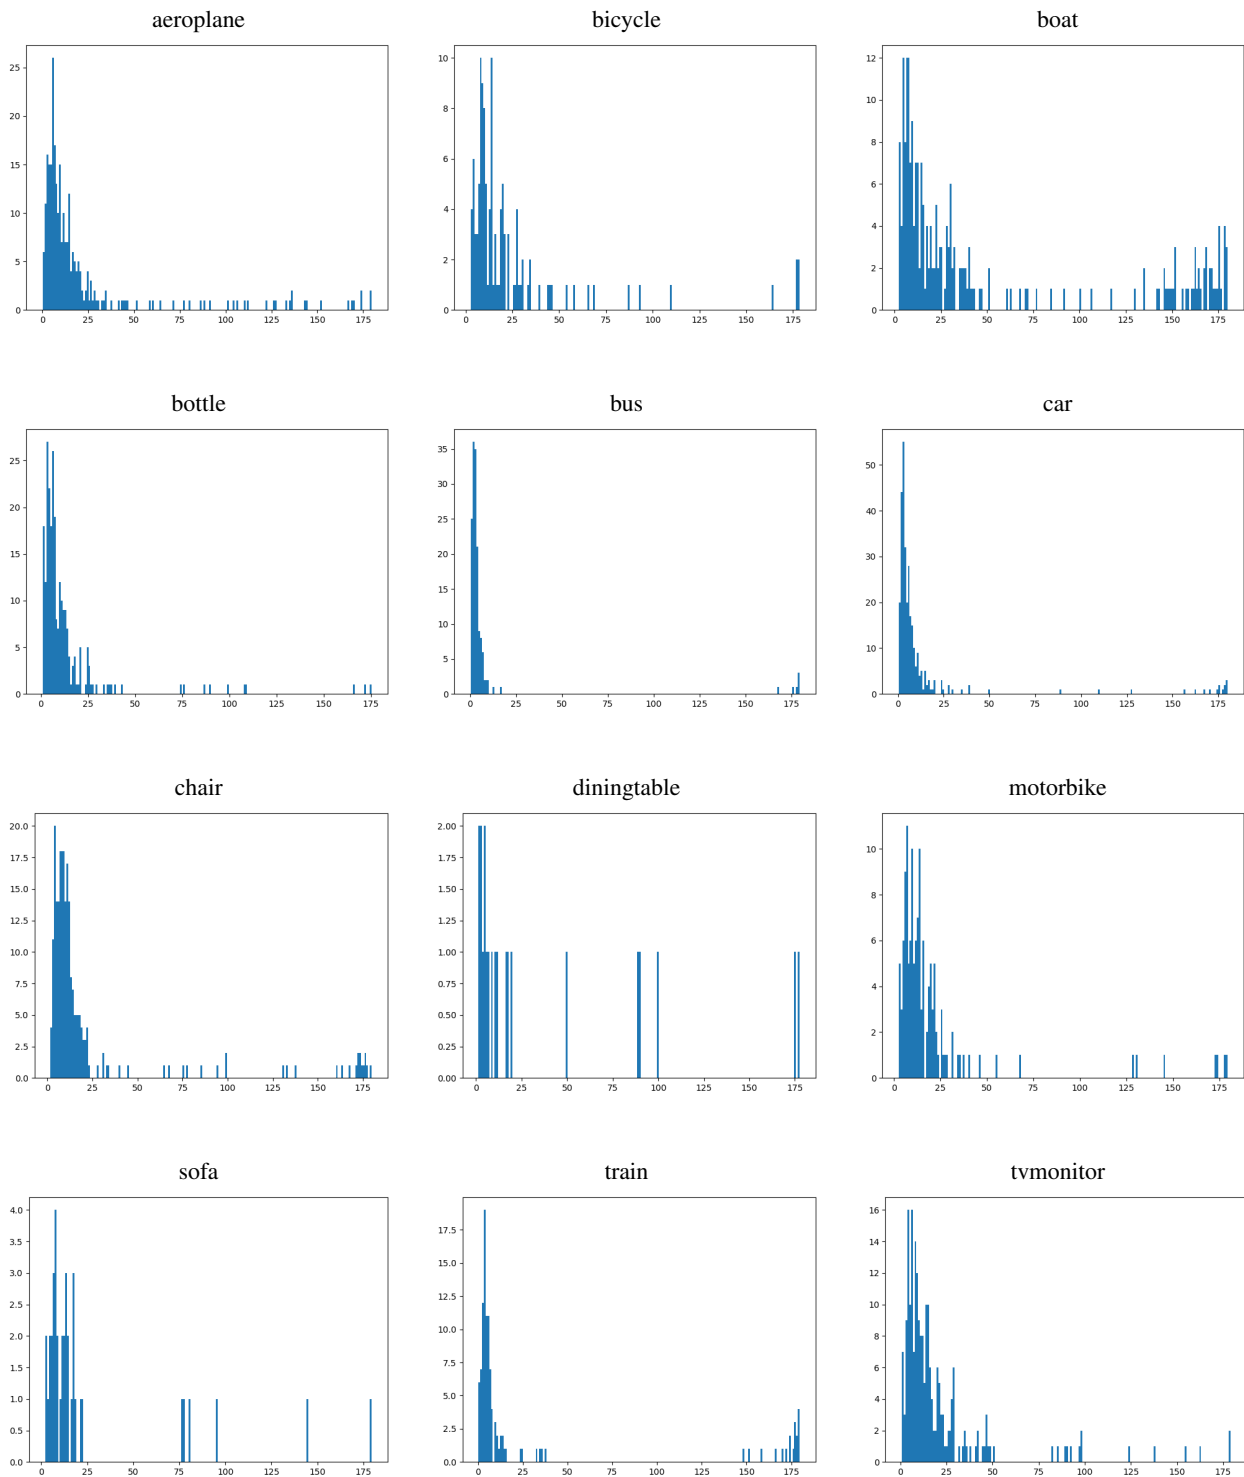 aeroplane bicycle boat
25 10 12
20 8 10
15 6 8
10 4 6
5 2 4
0 0 2
0
0 25 50 75 100 125 150 175 0 25 50 75 100 125 150 175 0 25 50 75 100 125 150 175
bottle bus car
25 35 50
20 30 40
15 25 30
10 20 20
5 15 10
0 10 0
5
0
0 25 50 75 100 125 150 175 0 25 50 75 100 125 150 175 0 25 50 75 100 125 150 175
chair diningtable motorbike
20.0 2.00 10
17.5 1.75 8
15.0 1.50 6
12.5 1.25 4
10.0 1.00 2
7.5 0.75 0
5.0 0.50
2.5 0.25
0.0 0.00
0 25 50 75 100 125 150 175 0 25 50 75 100 125 150 175 0 25 50 75 100 125 150 175
sofa train tvmonitor
4.0 17.5 16
3.5 15.0 14
3.0 12.5 12
2.5 10.0 10
2.0 7.5 8
1.5 5.0 6
1.0 2.5 4
0.5 0.0 2
0.0 0
0 25 50 75 100 125 150 175 0 25 50 75 100 125 150 175 0 25 50 75 100 125 150 175